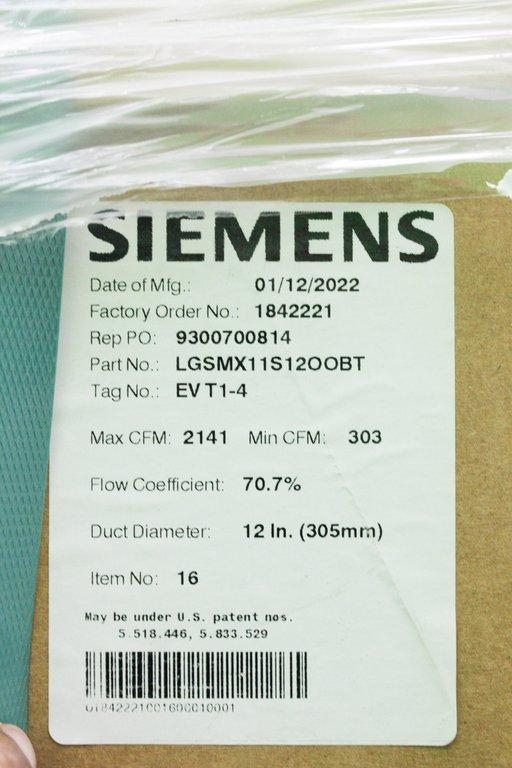 SIEMENS
Date of Mfg.: 01/12/2022
Factory Order No.: 1842221
Rep PO: 9300700814
Part No.: LGSMX11S12OOBT
Tag No.: EV T1-4
Max CFM: 2141 Min CFM: 303
Flow Coefficient: 70.7%
Duct Diameter: 12 In. (305mm)
Item No: 16
May be under U.S. patent nos.
5.518.446, 5.833.529
01842221001600010001